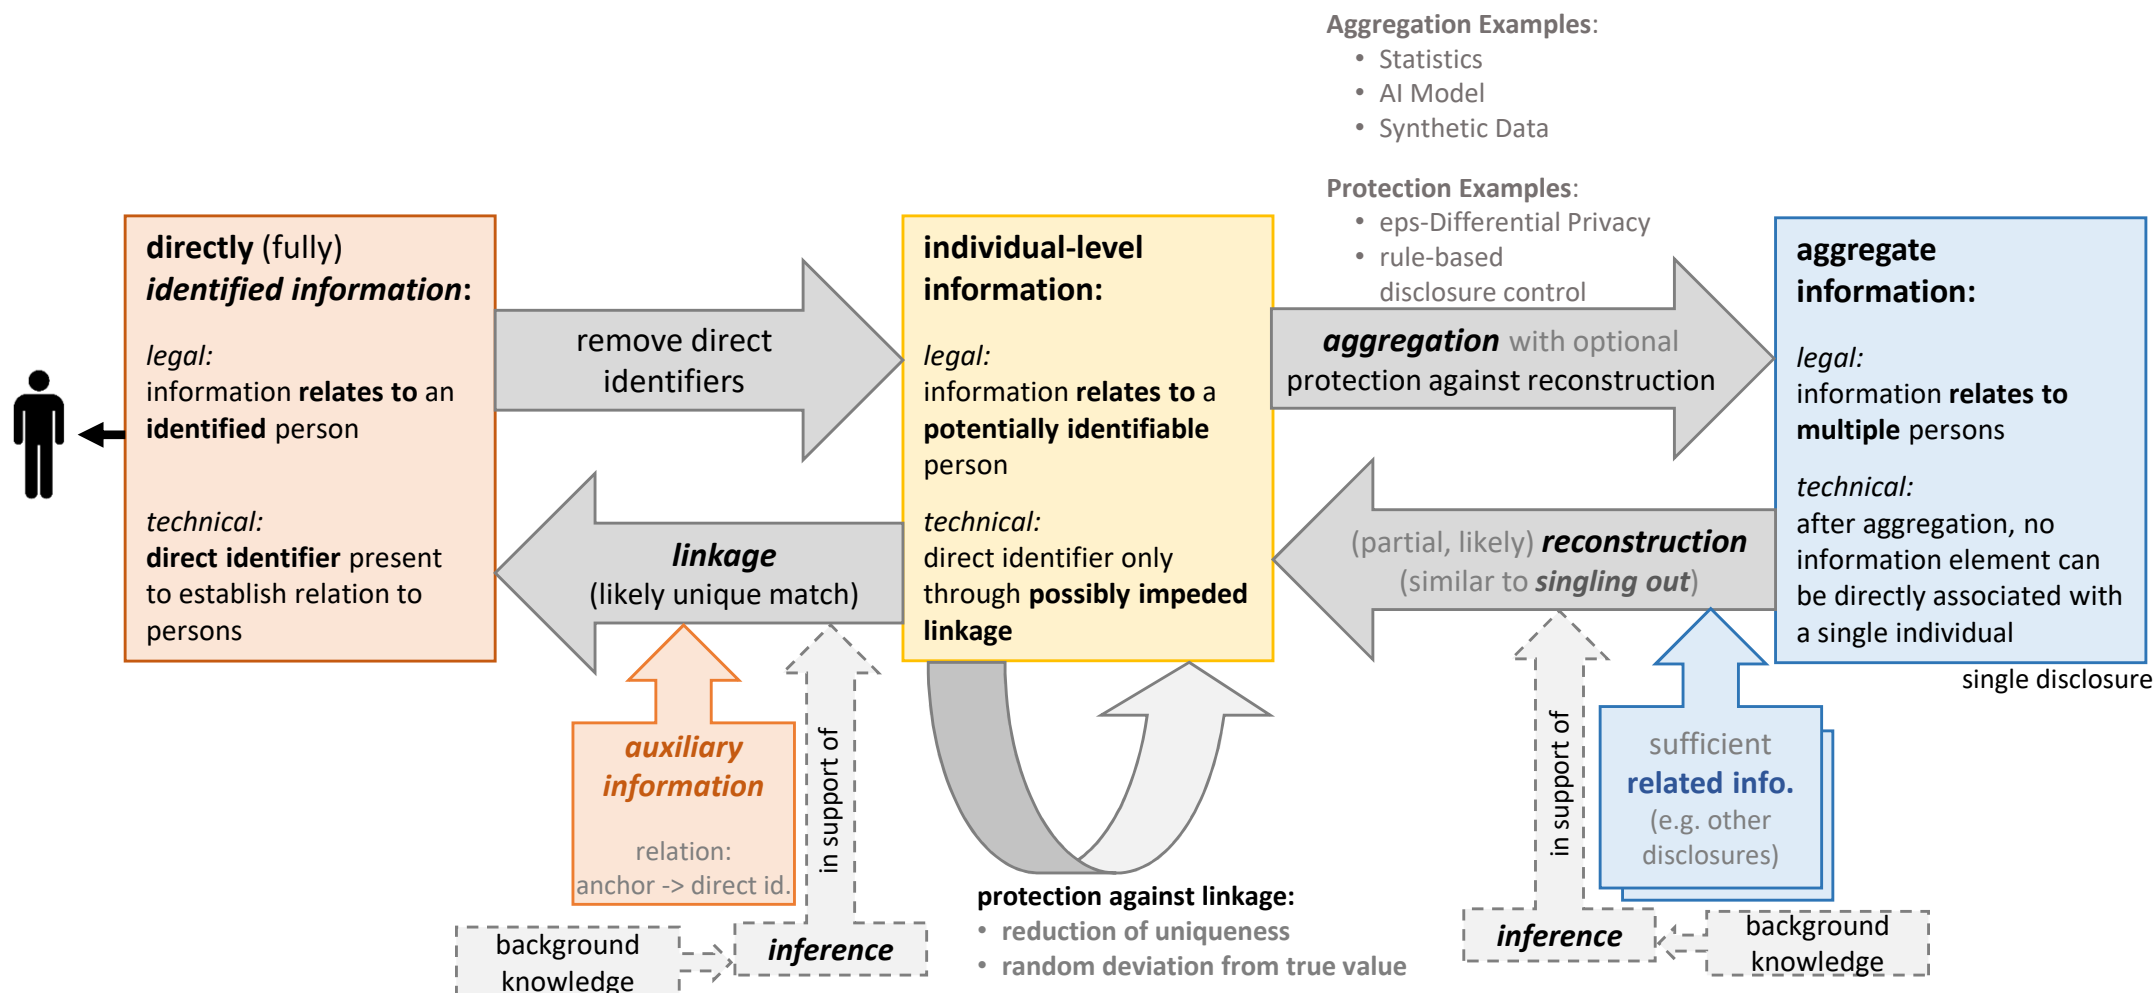 Aggregation Examples:
• Statistics
• AI Model
• Synthetic Data
Protection Examples:
• eps-Differential Privacy
• rule-based
disclosure control
directly (fully)
identified information:
legal:
information relates to an
identified person
technical:
direct identifier present
to establish relation to
persons
remove direct
identifiers
linkage
(likely unique match)
individual-level
information:
legal:
information relates to a
potentially identifiable
person
technical:
direct identifier only
through possibly impeded
linkage
aggregation with optional
protection against reconstruction
(partial, likely) reconstruction
(similar to singling out)
aggregate
information:
legal:
information relates to
multiple persons
technical:
after aggregation, no
information element can
be directly associated with
a single individual
single disclosure
auxiliary
information
relation:
anchor -> direct id.
in support of
background
knowledge
inference
protection against linkage:
• reduction of uniqueness
• random deviation from true value
in support of
sufficient
related info.
(e.g. other
disclosures)
inference
background
knowledge